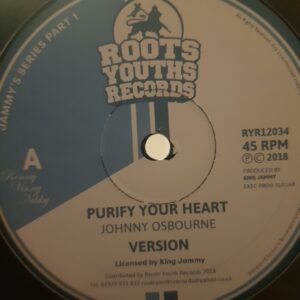 JAMMY'S SERIES PART 1
ROOTS
YOUTHS
RECORDS
A
RYR12034
45 RPM
℗© 2018
PRODUCED BY
KING JAMMY
PURIFY YOUR HEART
JOHNNY OSBOURNE
VERSION
Licensed by King Jammy
Distributed by Roots Youth Records 2018